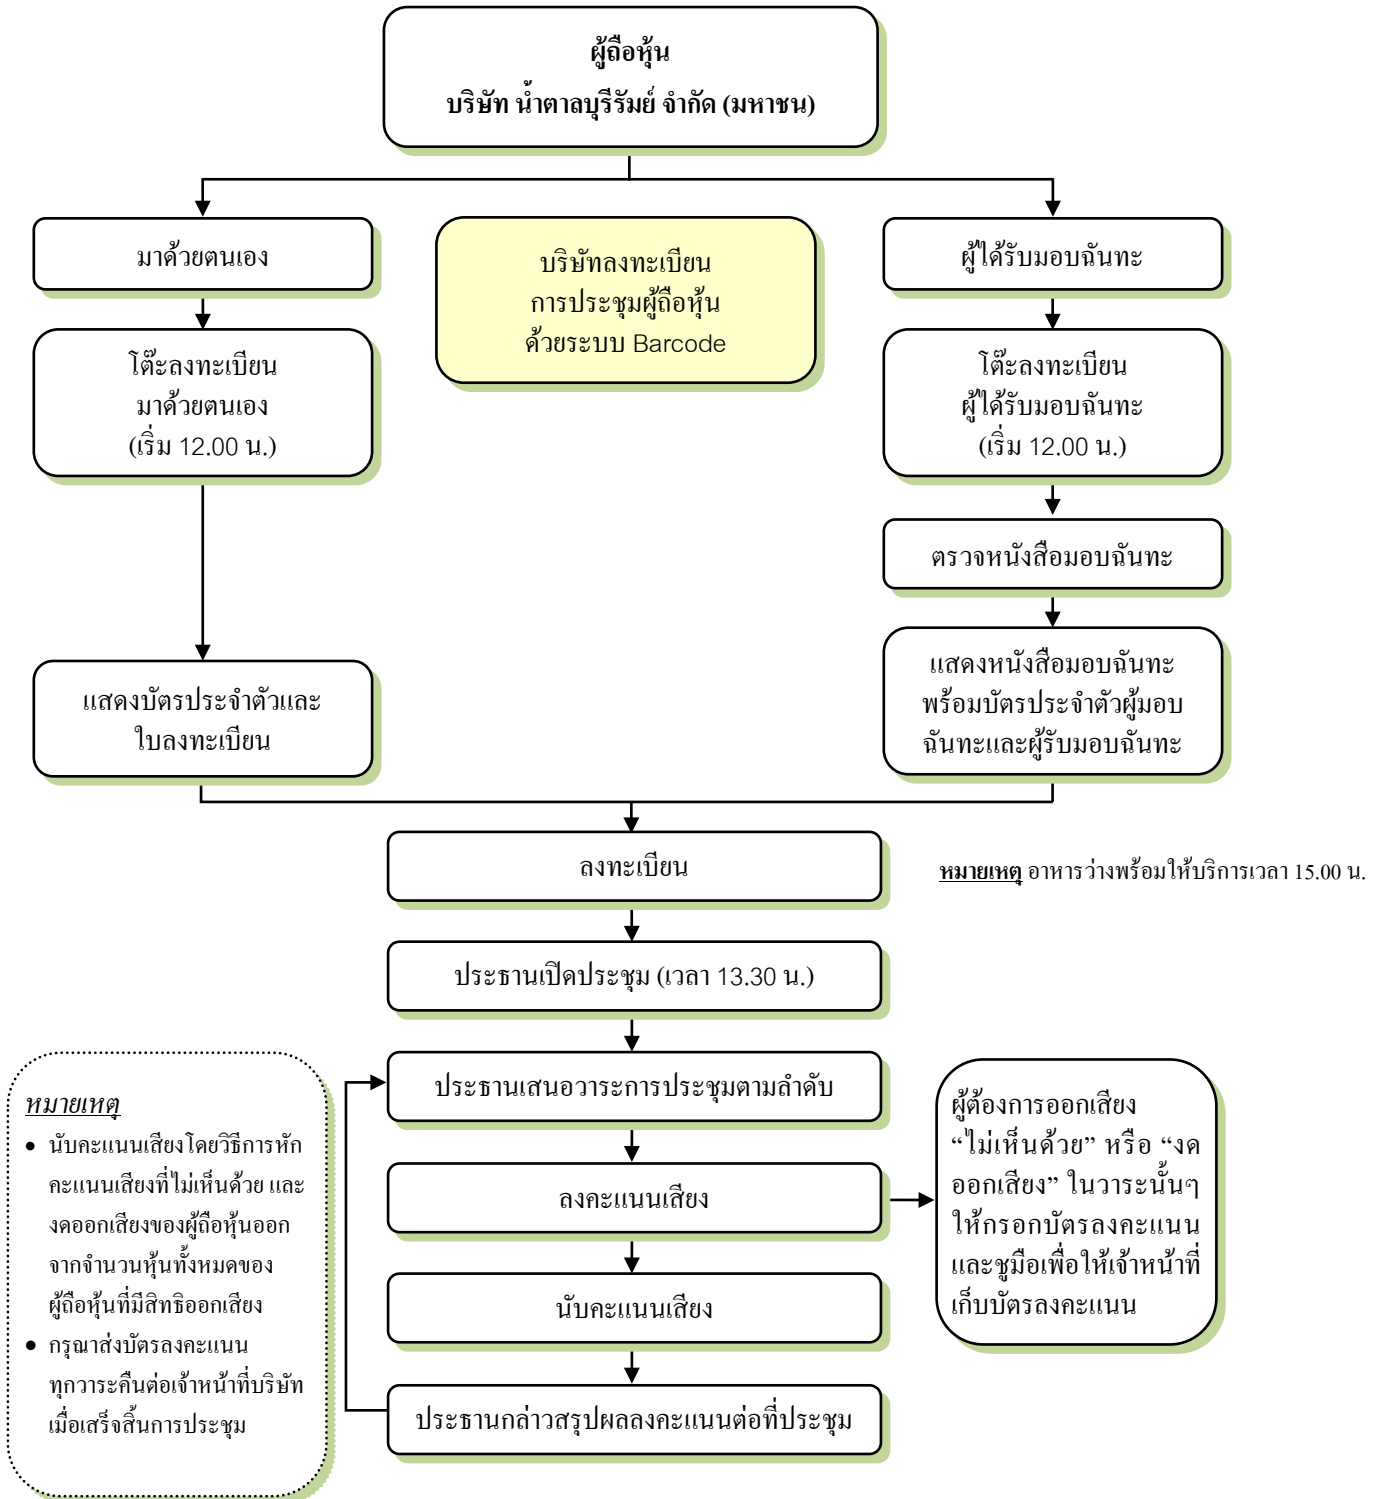 ผู้ถือหุ้น
บริษัท น้ำตาลบุรีรัมย์ จำกัด (มหาชน)
มาด้วยตนเอง
บริษัทลงทะเบียน
การประชุมผู้ถือหุ้น
ด้วยระบบ Barcode
ผู้ได้รับมอบฉันทะ
โต๊ะลงทะเบียน
มาด้วยตนเอง
(เริ่ม 12.00 น.)
โต๊ะลงทะเบียน
ผู้ได้รับมอบฉันทะ
(เริ่ม 12.00 น.)
ตรวจหนังสือมอบฉันทะ
แสดงบัตรประจำตัวและ
ใบลงทะเบียน
แสดงหนังสือมอบฉันทะ
พร้อมบัตรประจำตัวผู้มอบ
ฉันทะและผู้รับมอบฉันทะ
ลงทะเบียน
หมายเหตุ อาหารว่างพร้อมให้บริการเวลา 15.00 น.
ประธานเปิดประชุม (เวลา 13.30 น.)
ประธานเสนอวาระการประชุมตามลำดับ
ลงคะแนนเสียง
นับคะแนนเสียง
ประธานกล่าวสรุปผลลงคะแนนต่อที่ประชุม
หมายเหตุ
• นับคะแนนเสียงโดยวิธีการหัก
คะแนนเสียงที่ไม่เห็นด้วย และ
งดออกเสียงของผู้ถือหุ้นออก
จากจำนวนหุ้นทั้งหมดของ
ผู้ถือหุ้นที่มีสิทธิออกเสียง
• กรุณาส่งบัตรลงคะแนน
ทุกวาระคืนต่อเจ้าหน้าที่บริษัท
เมื่อเสร็จสิ้นการประชุม
ผู้ต้องการออกเสียง
“ไม่เห็นด้วย” หรือ “งด
ออกเสียง” ในวาระนั้นๆ
ให้กรอกบัตรลงคะแนน
และชูมือเพื่อให้เจ้าหน้าที่
เก็บบัตรลงคะแนน